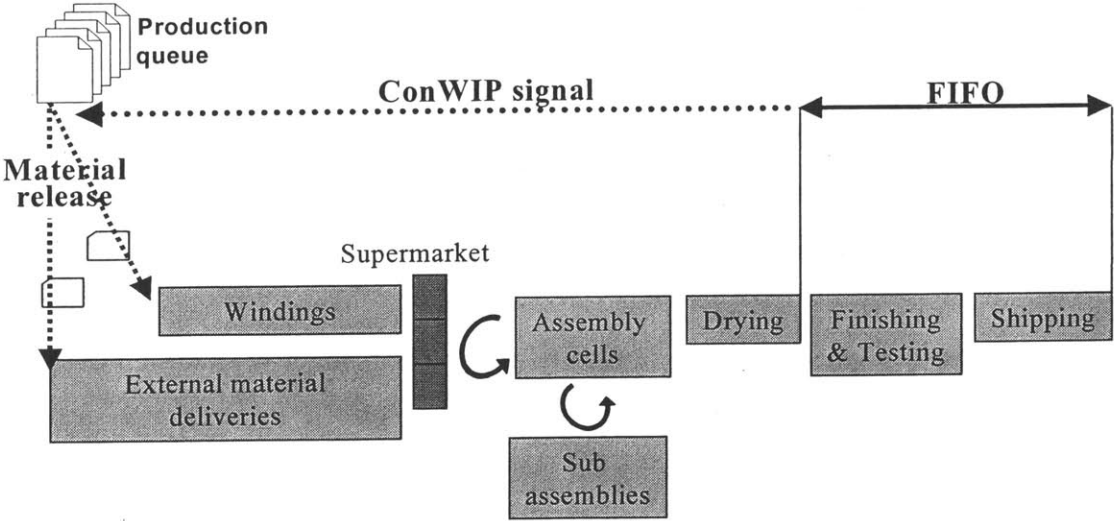 Production
queue
ConWIP signal
FIFO
Material
release
Supermarket
Windings
Assembly
cells
Drying
Finishing
& Testing
Shipping
External material
deliveries
Sub
assemblies